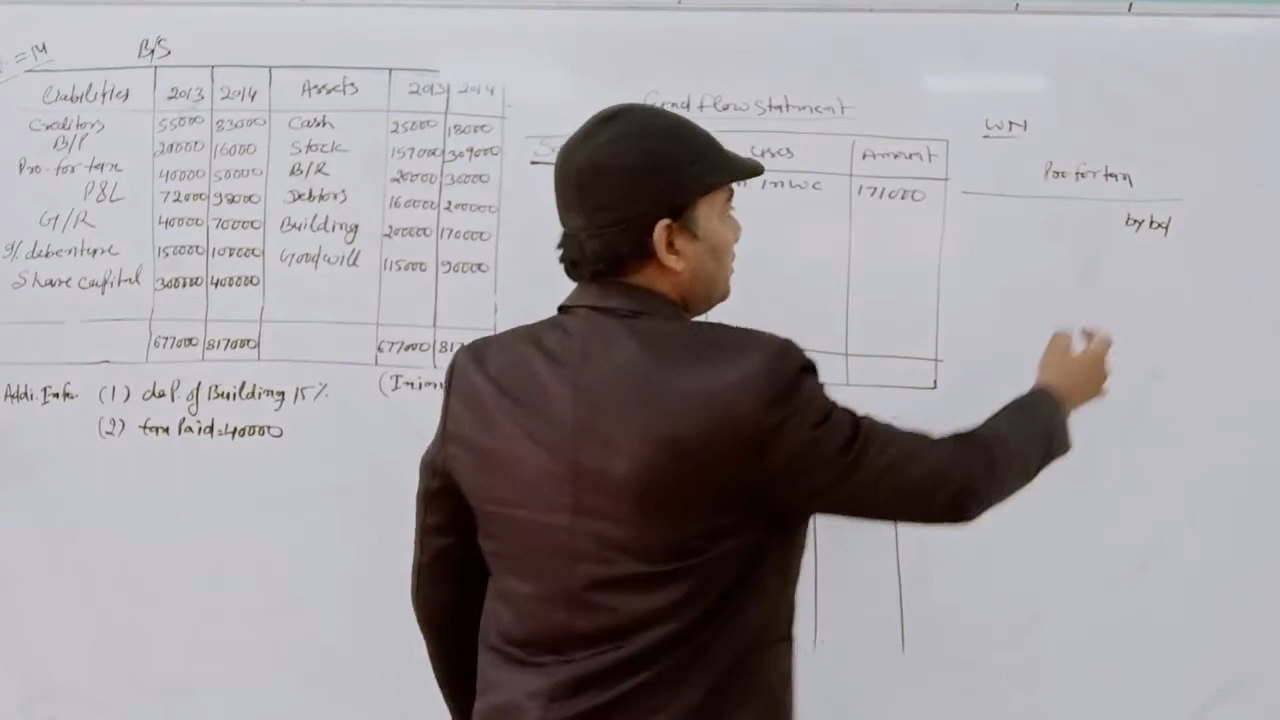 B/S
Liabilities 2013 2014 Assets 2013 2014
Creditors 55000 83000 Cash 25000 18000
B/P 20000 16000 Stock 157000 309000
Pro. for tax 40000 50000 B/R 20000 30000
P&L 72000 98000 Debtors 160000 200000
G/R 40000 70000 Building 200000 170000
9% debenture 150000 100000 Goodwill 115000 90000
Share capital 300000 400000
677000 817000 677000 817
Addi. Info. (1) dep. of Building 15%
(2) tax Paid = 40000
flow statement
Uses Amount
in WC 171000
WN
Pro for tax
by bd